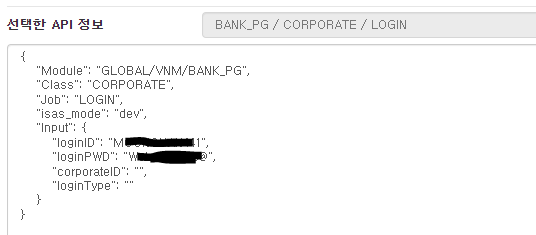 선택한 API 정보
BANK_PG / CORPORATE / LOGIN
{
"Module": "GLOBAL/VNM/BANK_PG",
"Class": "CORPORATE",
"Job": "LOGIN",
"isas_mode": "dev",
"Input": {
"loginID":
"loginPWD":
"corporateID": "",
"loginType": ""
}
}